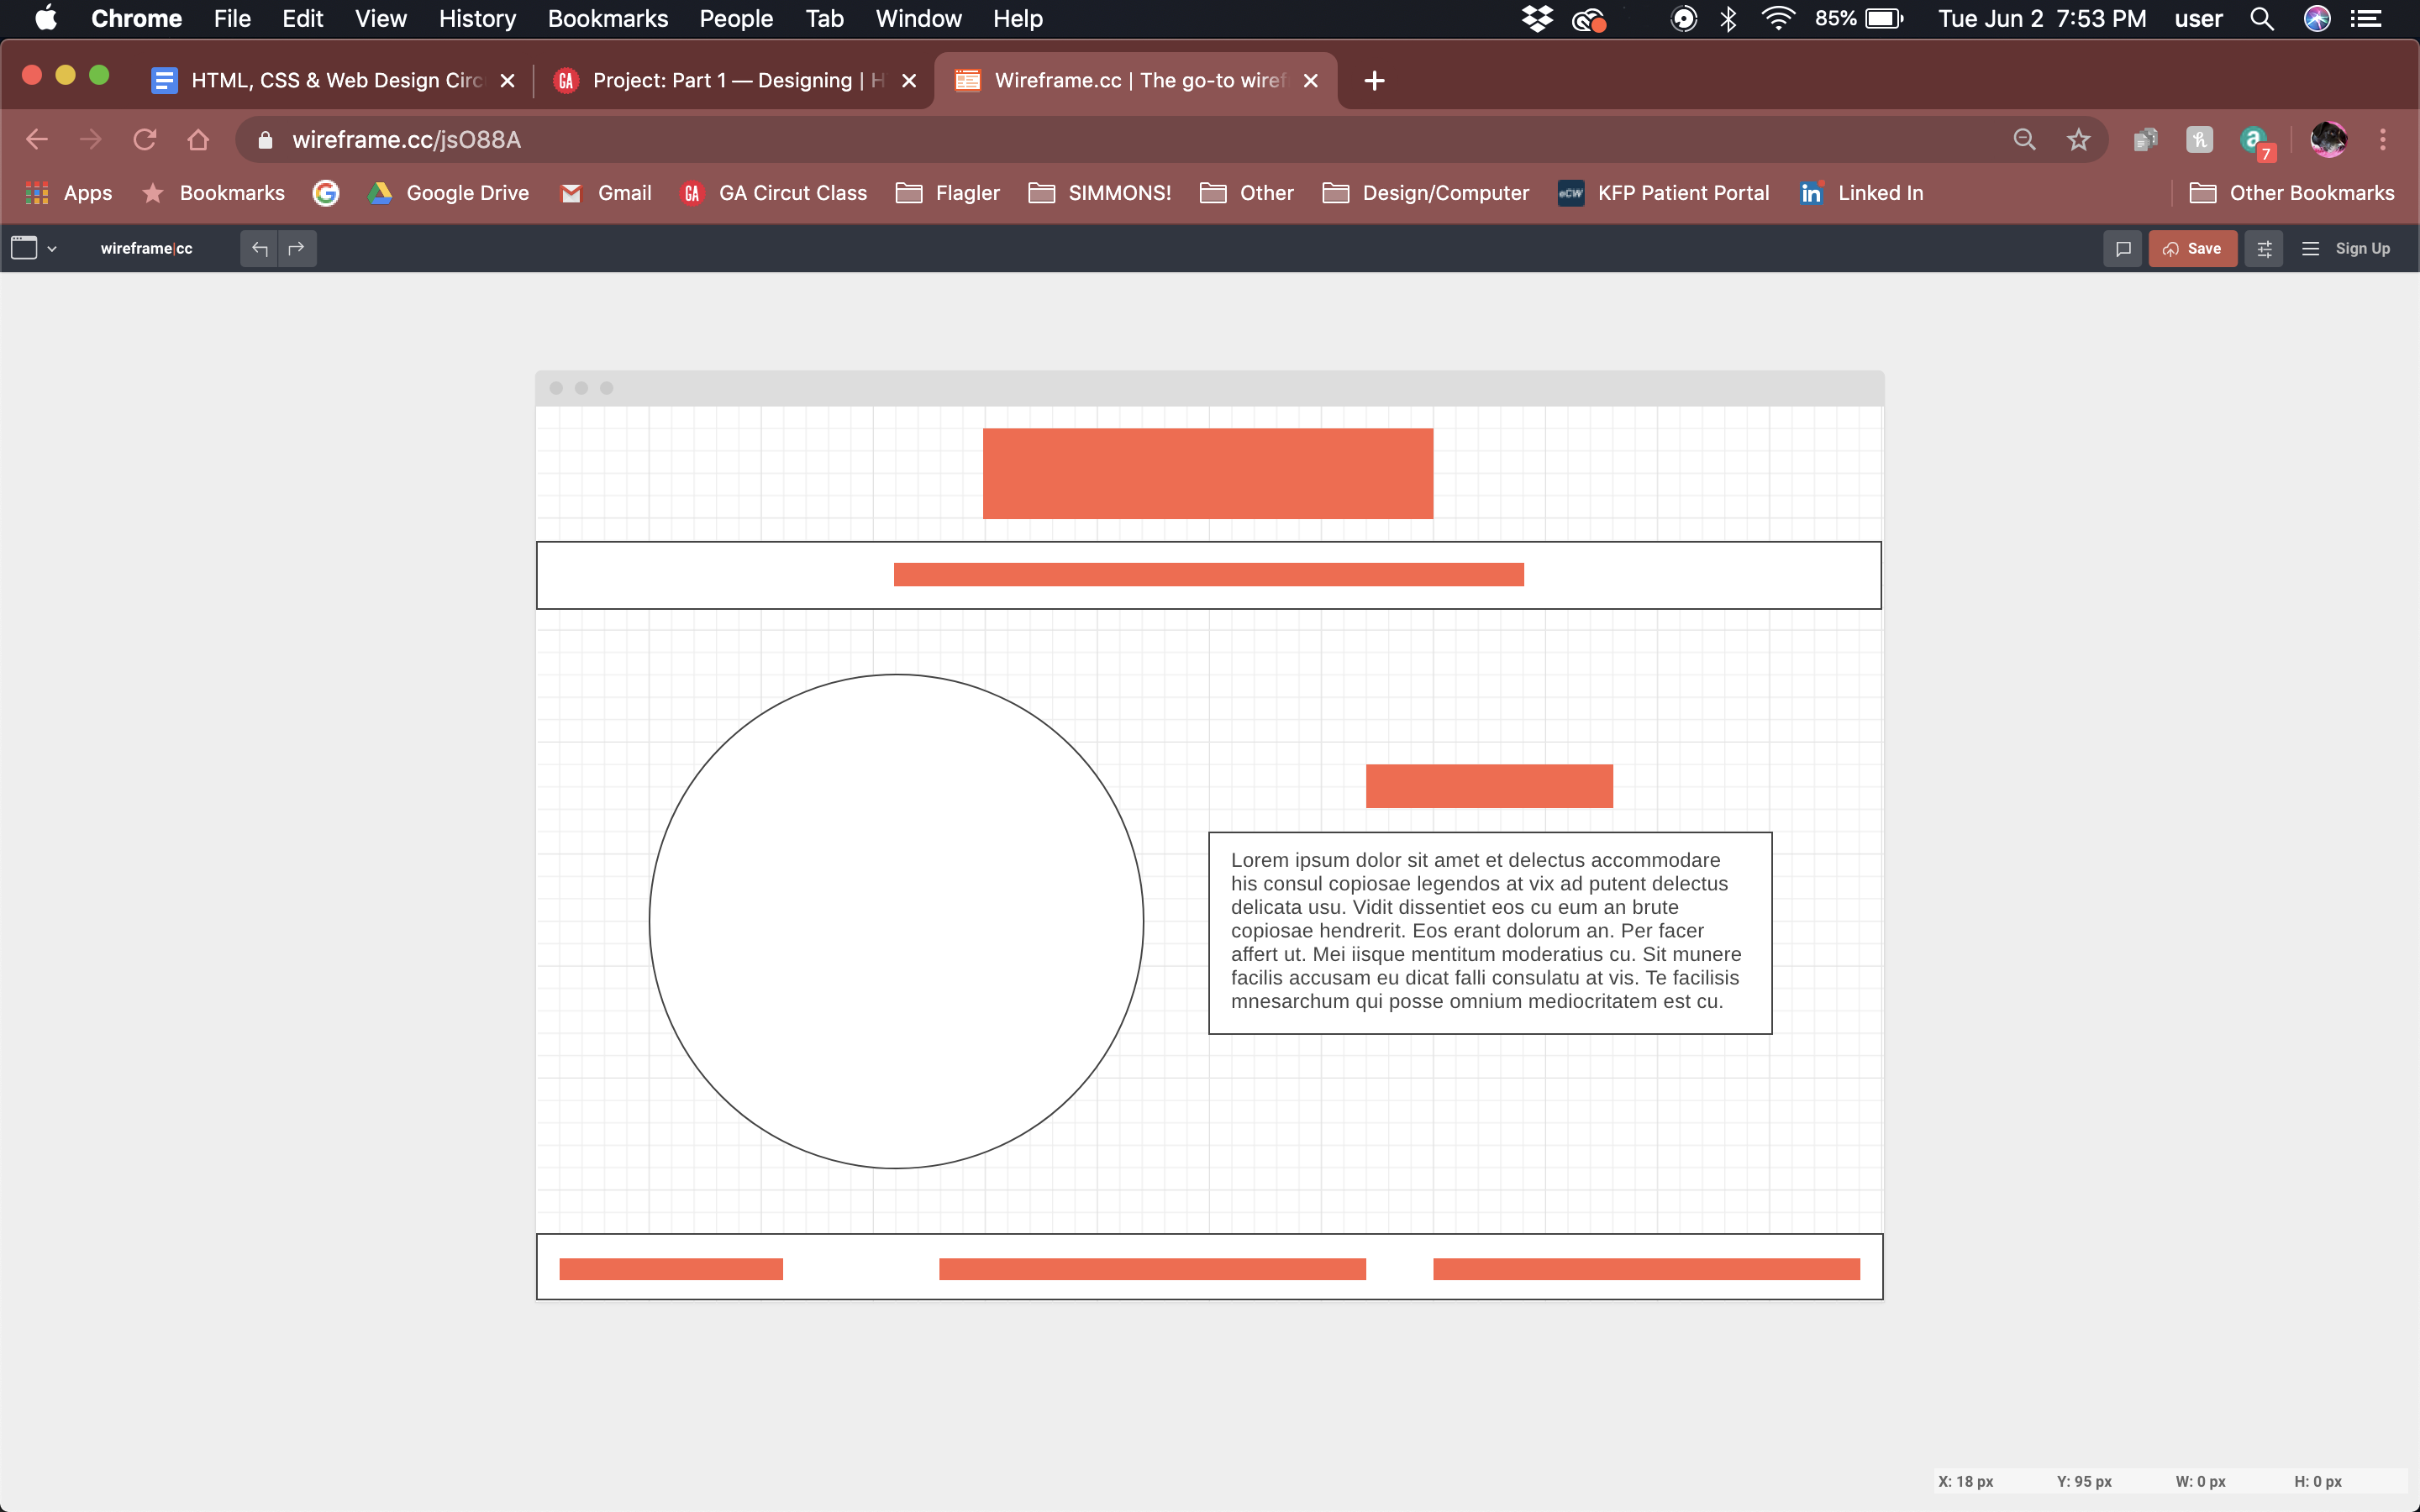 Chrome File Edit View History Bookmarks People Tab Window Help 85% Tue Jun 2 7:53 PM user
HTML, CSS & Web Design Circ Project: Part 1 — Designing | H Wireframe.cc | The go-to wiref
wireframe.cc/jsO88A 7
Apps Bookmarks Google Drive Gmail GA GA Circut Class Flagler SIMMONS! Other Design/Computer eCW KFP Patient Portal in Linked In Other Bookmarks
wireframe|cc Save Sign Up
Lorem ipsum dolor sit amet et delectus accommodare
his consul copiosae legendos at vix ad putent delectus
delicata usu. Vidit dissentiet eos cu eum an brute
copiosae hendrerit. Eos erant dolorum an. Per facer
affert ut. Mei iisque mentitum moderatius cu. Sit munere
facilis accusam eu dicat falli consulatu at vis. Te facilisis
mnesarchum qui posse omnium mediocritatem est cu.
X: 18 px Y: 95 px W: 0 px H: 0 px